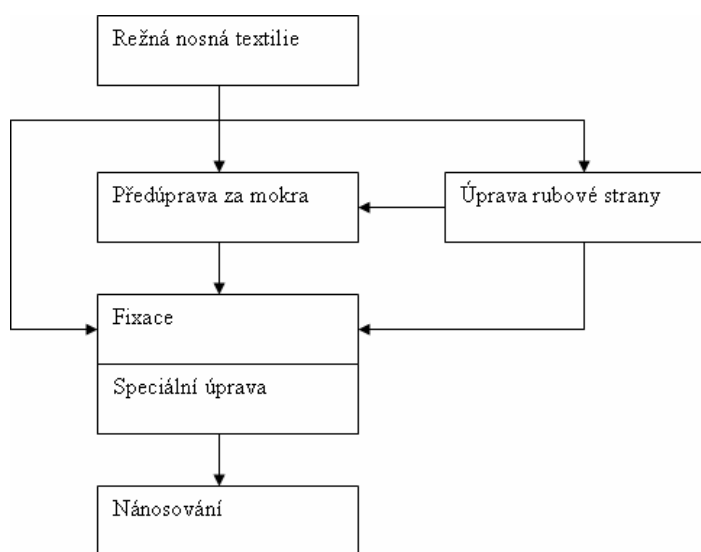 Režná nosná textilie
Předúprava za mokra
Úprava rubové strany
Fixace
Speciální úprava
Nánosování